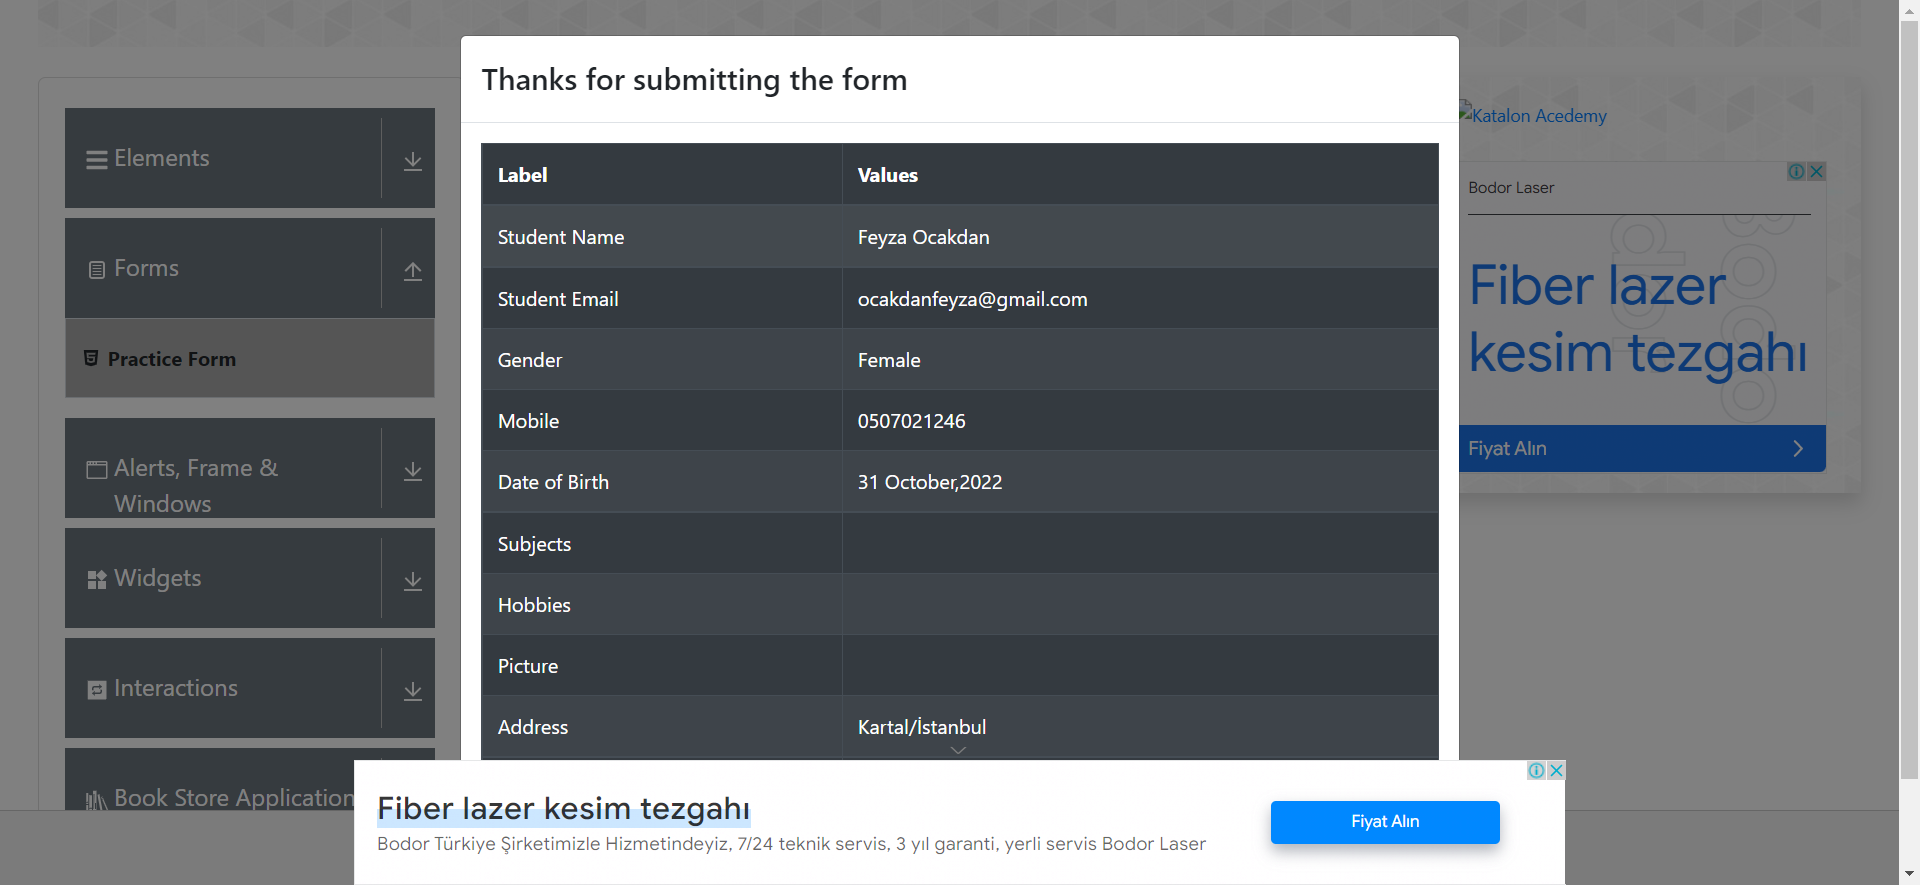 Thanks for submitting the form
Label Values
Student Name Feyza Ocakdan
Student Email ocakdanfeyza@gmail.com
Gender Female
Mobile 0507021246
Date of Birth 31 October,2022
Subjects
Hobbies
Picture
Address Kartal/İstanbul
Elements
Forms
Practice Form
Alerts, Frame &
Windows
Widgets
Interactions
Book Store Application
Katalon Acedemy
Bodor Laser
Fiber lazer
kesim tezgahı
Fiyat Alın
Fiber lazer kesim tezgahı
Bodor Türkiye Şirketimizle Hizmetindeyiz, 7/24 teknik servis, 3 yıl garanti, yerli servis Bodor Laser
Fiyat Alın